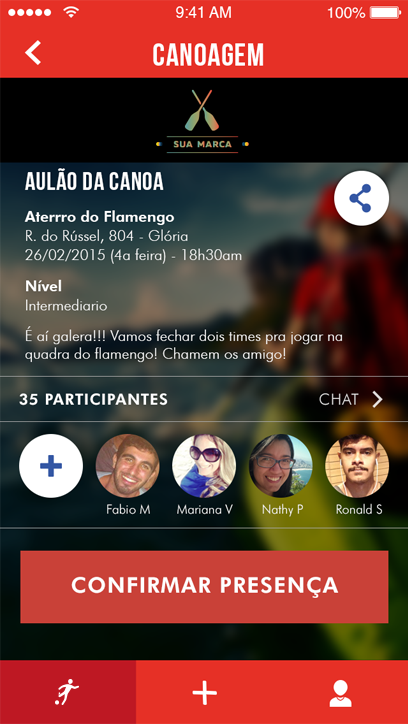 9:41 AM
100%
CANOAGEM
SUA MARCA
AULÃO DA CANOA
Aterrro do Flamengo
R. do Rússel, 804 - Glória
26/02/2015 (4a feira) - 18h30am
Nível
Intermediario
É aí galera!!! Vamos fechar dois times pra jogar na
quadra do flamengo! Chamem os amigo!
35 PARTICIPANTES
CHAT
Fabio M
Mariana V
Nathy P
Ronald S
CONFIRMAR PRESENÇA